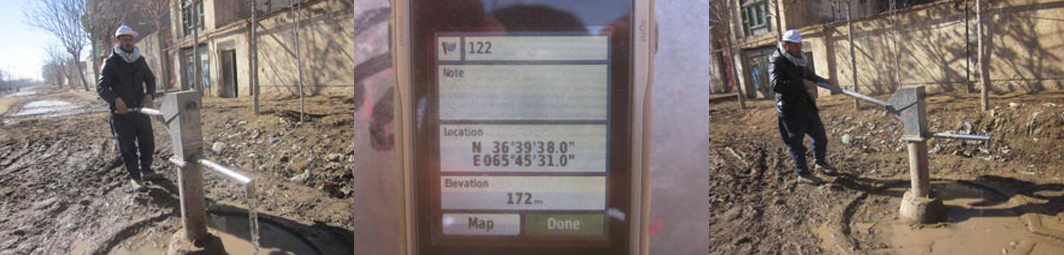 122
Note
Location
N 36°39'38.0"
E 065°45'31.0"
Elevation
172 m
Map Done